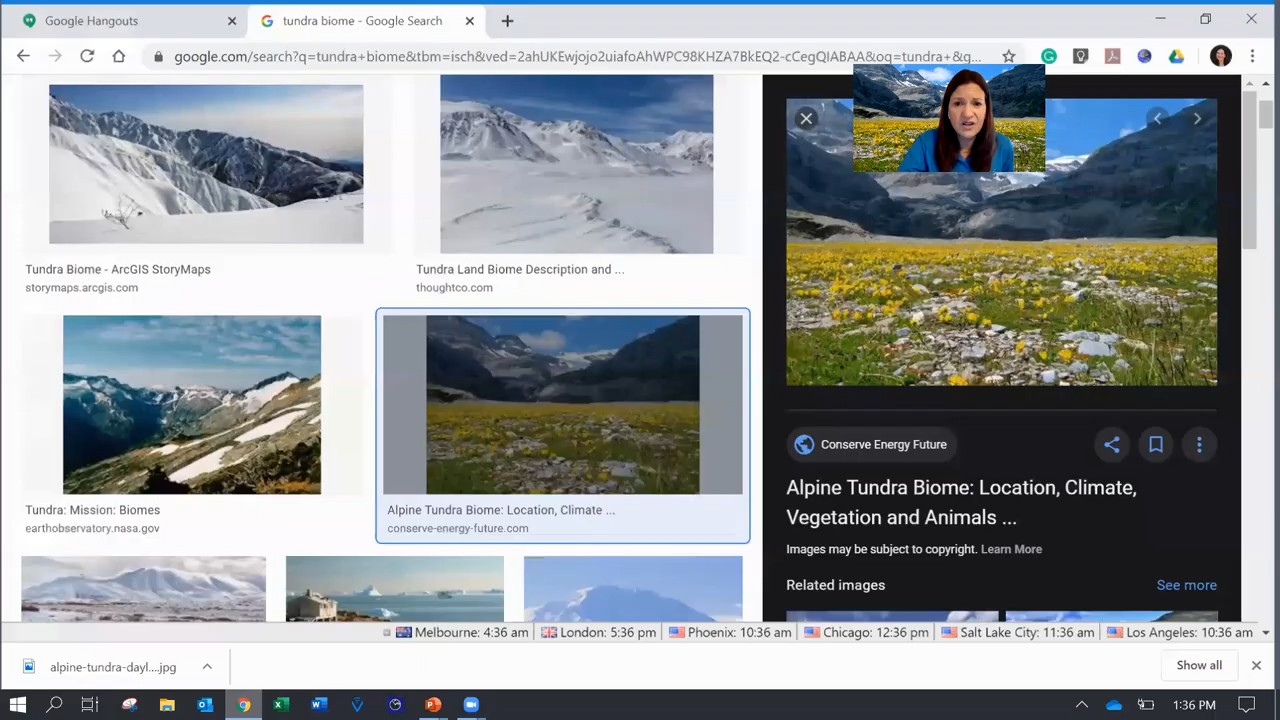 Google Hangouts
tundra biome - Google Search
google.com/search?q=tundra+biome&tbm=isch&ved=2ahUKEwjojo2uiafoAhWPC98KHZA7BkEQ2-cCegQIABAA&oq=tundra+&g...
Tundra Biome - ArcGIS StoryMaps
storymaps.arcgis.com
Tundra Land Biome Description and ...
thoughtco.com
Tundra: Mission: Biomes
earthobservatory.nasa.gov
Alpine Tundra Biome: Location, Climate ...
conserve-energy-future.com
Conserve Energy Future
Alpine Tundra Biome: Location, Climate,
Vegetation and Animals ...
Images may be subject to copyright. Learn More
Related images
See more
Melbourne: 4:36 am London: 5:36 pm Phoenix: 10:36 am Chicago: 12:36 pm Salt Lake City: 11:36 am Los Angeles: 10:36 am
alpine-tundra-dayl....jpg
Show all
1:36 PM